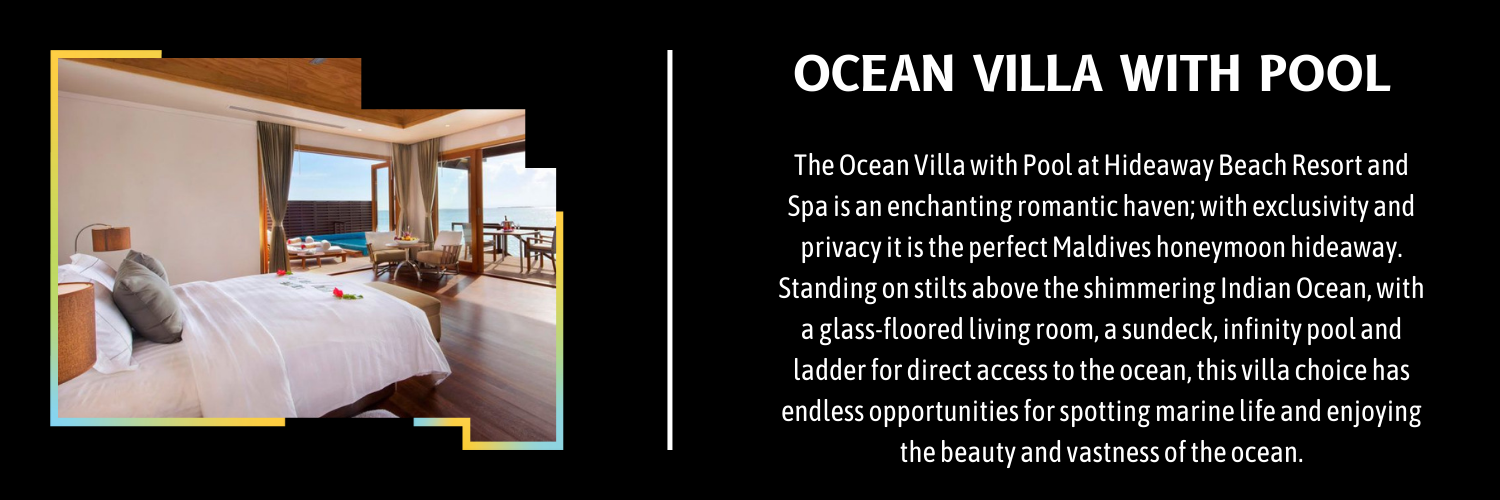 OCEAN VILLA WITH POOL
The Ocean Villa with Pool at Hideaway Beach Resort and
Spa is an enchanting romantic haven; with exclusivity and
privacy it is the perfect Maldives honeymoon hideaway.
Standing on stilts above the shimmering Indian Ocean, with
a glass-floored living room, a sundeck, infinity pool and
ladder for direct access to the ocean, this villa choice has
endless opportunities for spotting marine life and enjoying
the beauty and vastness of the ocean.